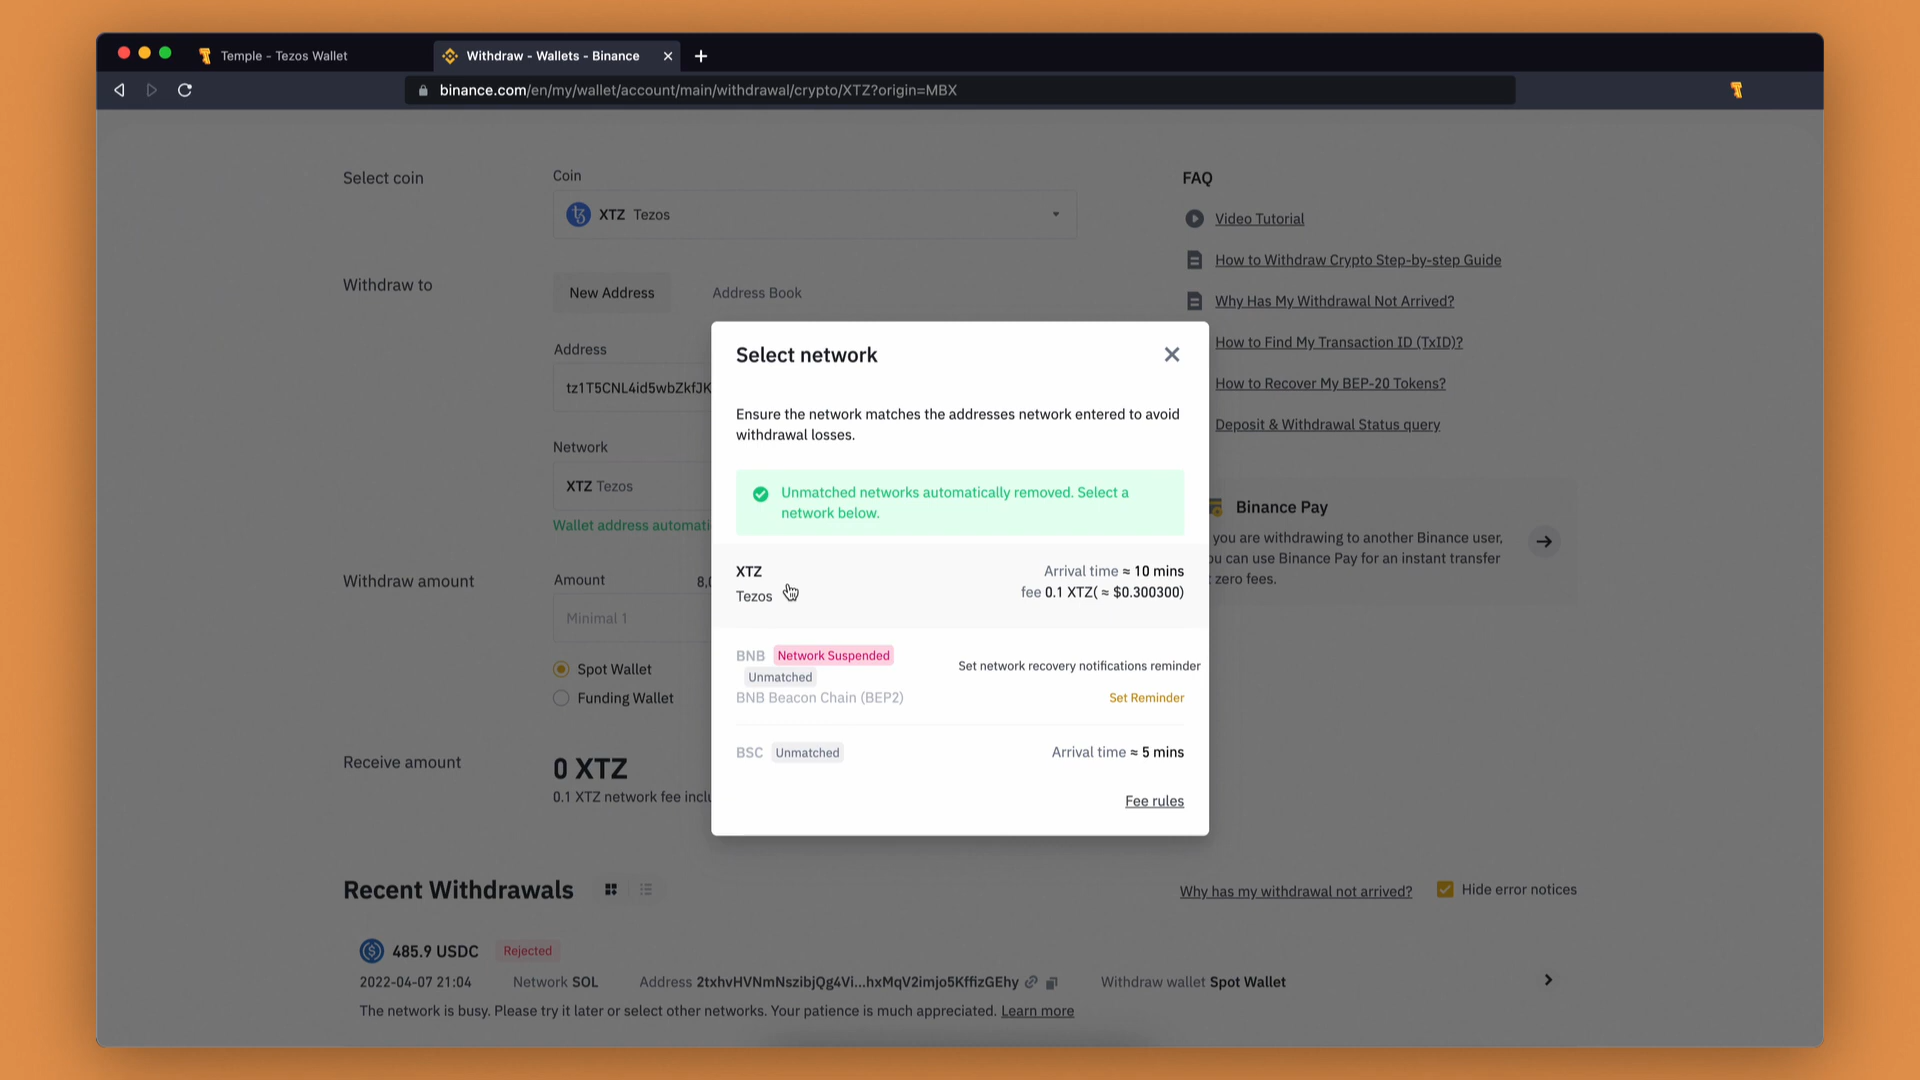 Temple - Tezos Wallet
Withdraw - Wallets - Binance
binance.com/en/my/wallet/account/main/withdrawal/crypto/XTZ?origin=MBX
Select coin
Coin
XTZ Tezos
Withdraw to
New Address
Address Book
Address
tz1T5CNL4id5wbZkfJK
Network
XTZ Tezos
Wallet address automati
Withdraw amount
Amount
8,0
Minimal 1
Spot Wallet
Funding Wallet
Receive amount
0 XTZ
0.1 XTZ network fee inclu
FAQ
Video Tutorial
How to Withdraw Crypto Step-by-step Guide
Why Has My Withdrawal Not Arrived?
How to Find My Transaction ID (TxID)?
How to Recover My BEP-20 Tokens?
Deposit & Withdrawal Status query
Binance Pay
you are withdrawing to another Binance user,
ou can use Binance Pay for an instant transfer
zero fees.
Select network
Ensure the network matches the addresses network entered to avoid
withdrawal losses.
Unmatched networks automatically removed. Select a
network below.
XTZ
Arrival time ≈ 10 mins
Tezos
fee 0.1 XTZ( ≈ $0.300300)
BNB Network Suspended
Set network recovery notifications reminder
Unmatched
BNB Beacon Chain (BEP2)
Set Reminder
BSC Unmatched
Arrival time ≈ 5 mins
Fee rules
Recent Withdrawals
Why has my withdrawal not arrived?
Hide error notices
485.9 USDC Rejected
2022-04-07 21:04 Network SOL Address 2txhvHVNmNszibjQg4Vi...hxMqV2imjo5KffizGEhy Withdraw wallet Spot Wallet
The network is busy. Please try it later or select other networks. Your patience is much appreciated. Learn more